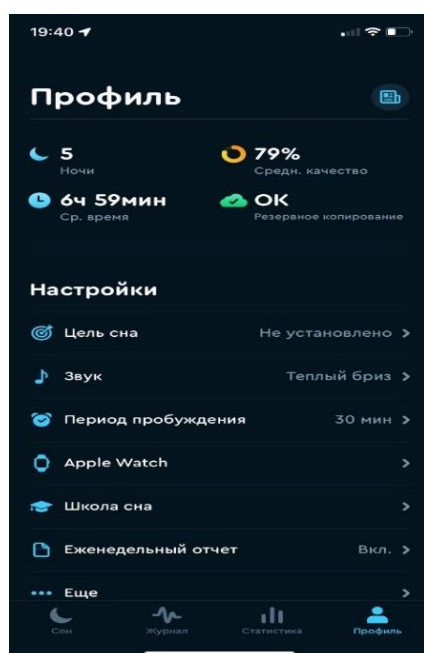 19:40
Профиль
5
Ночи
79%
Средн. качество
6ч 59мин
Ср. время
OK
Резервное копирование
Настройки
Цель сна Не установлено
Звук Теплый бриз
Период пробуждения 30 мин
Apple Watch
Школа сна
Еженедельный отчет Вкл.
Еще
Сон Журнал Статистика Профиль